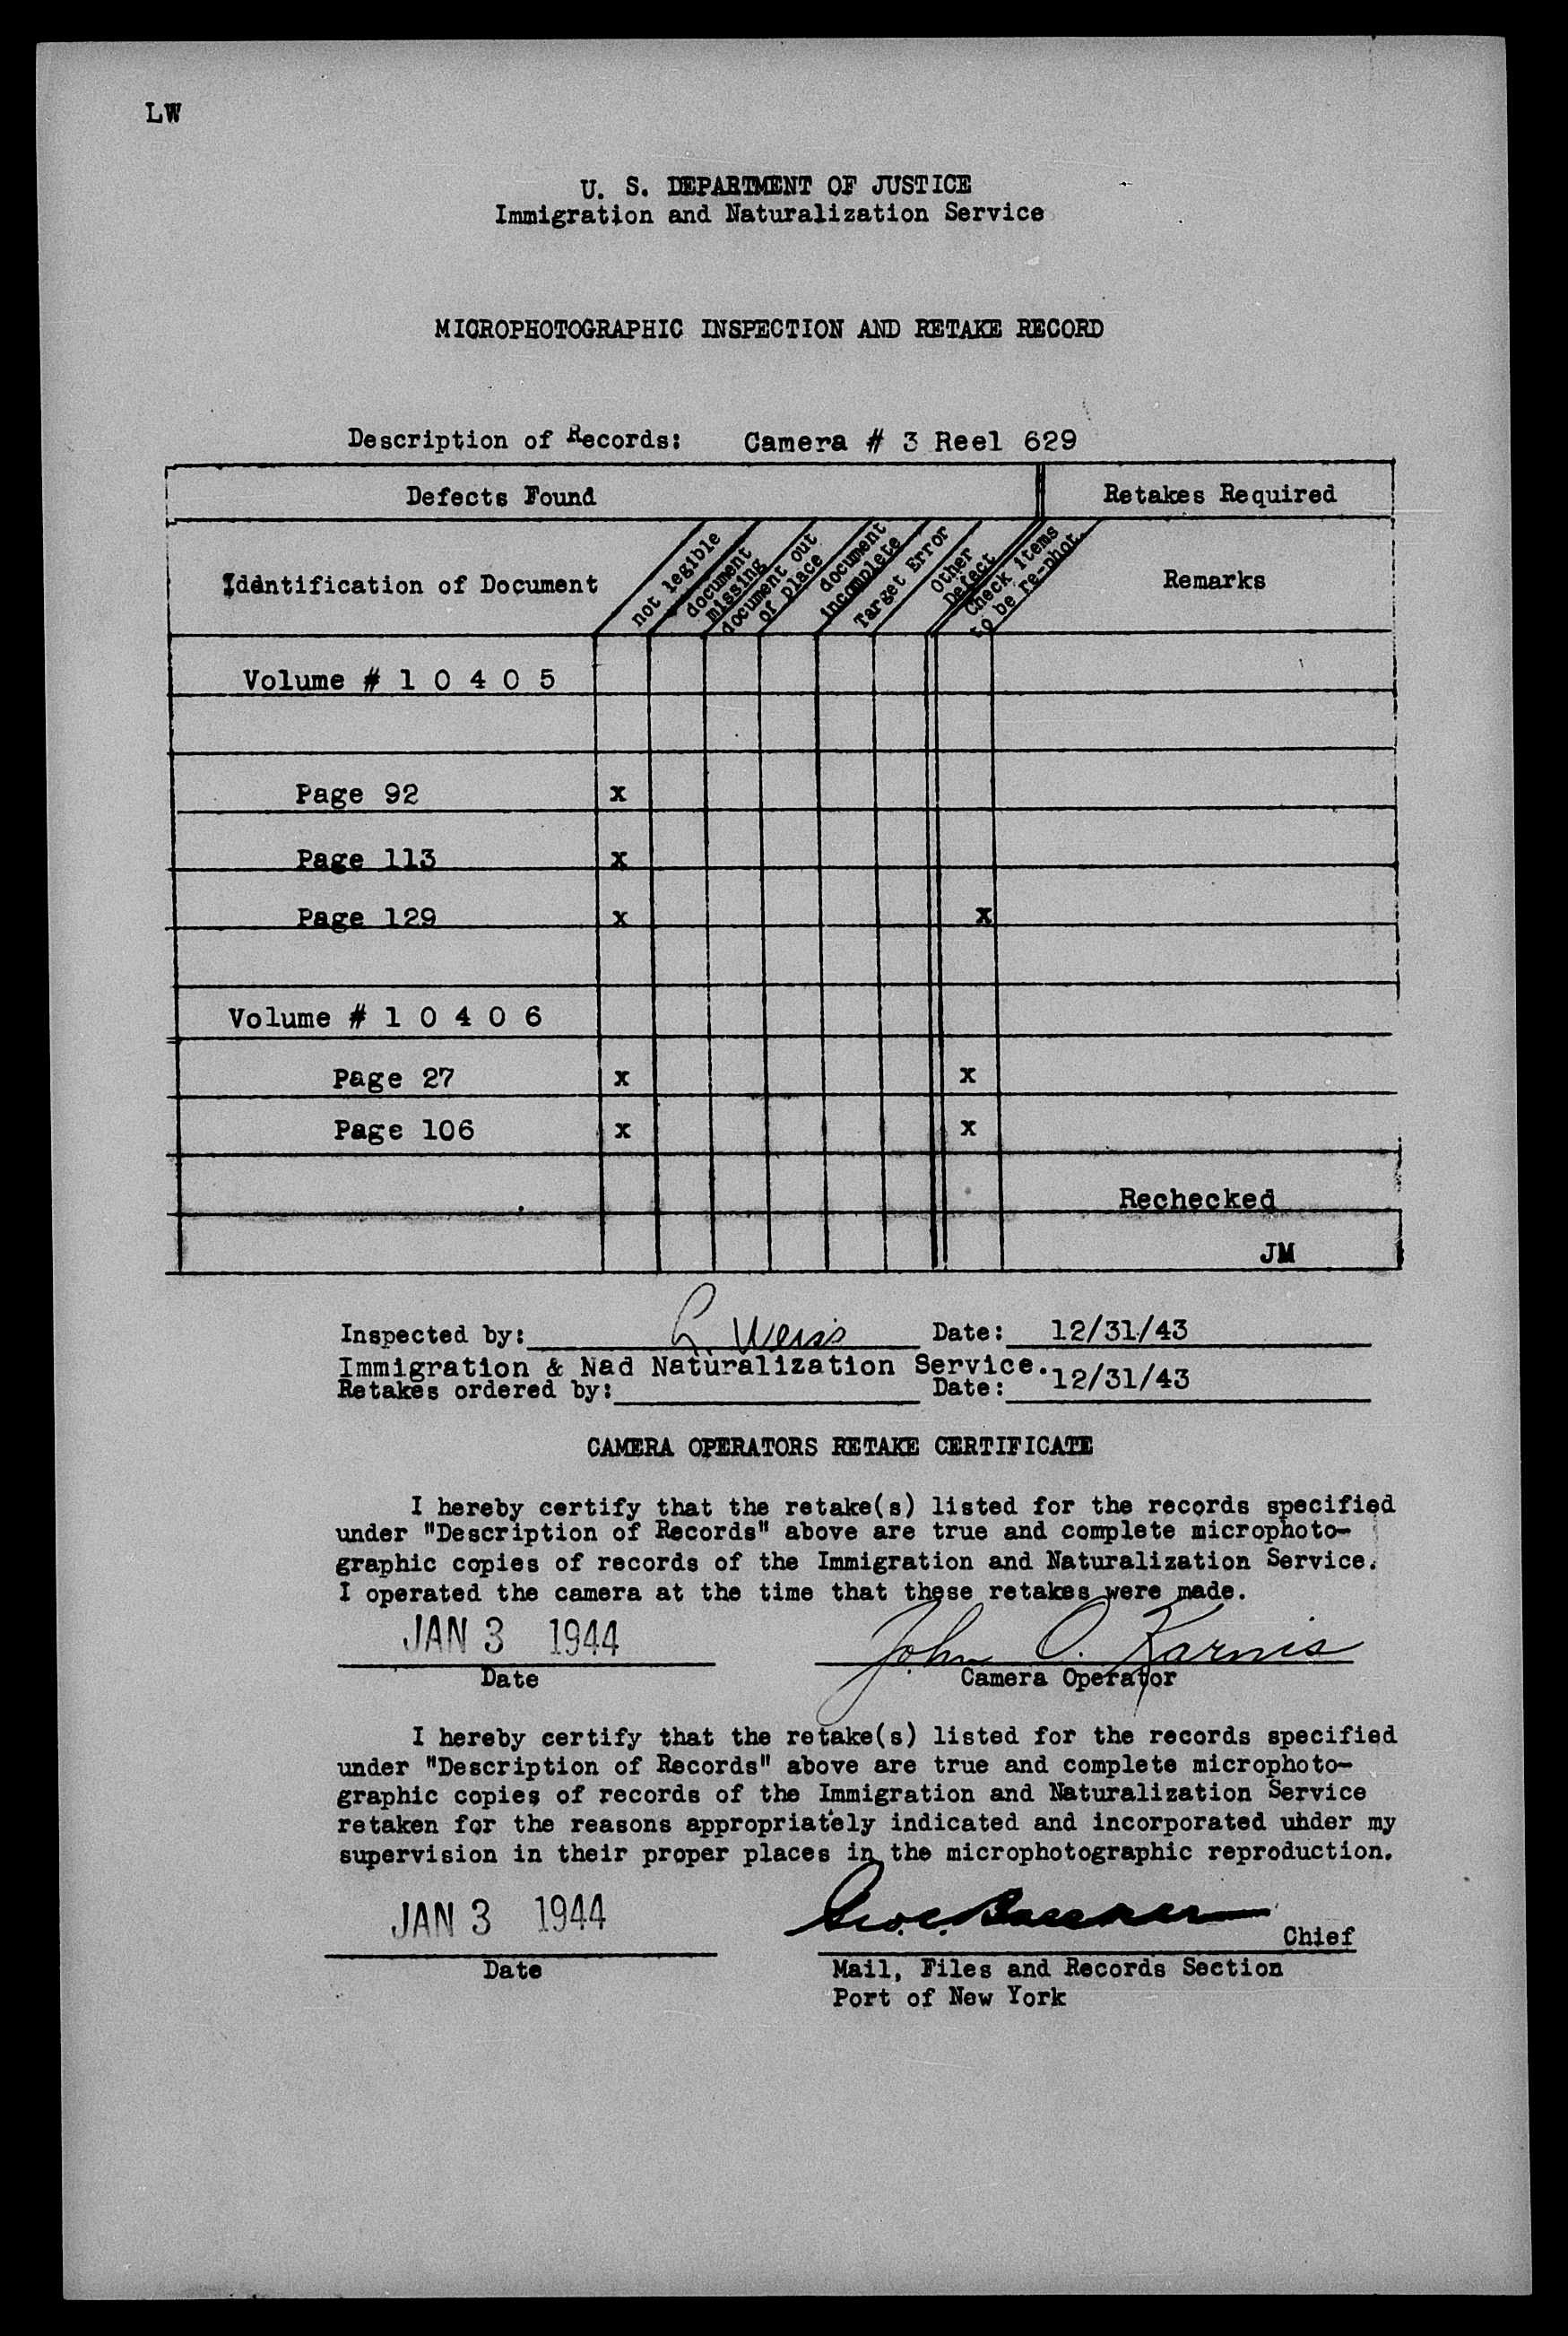 LW
U. S. DEPARTMENT OF JUSTICE
Immigration and Naturalization Service
MICROPHOTOGRAPHIC INSPECTION AND RETAKE RECORD
Description of Records: Camera # 3 Reel 629
Defects Found Retakes Required
Identification of Document
not legible
document
missing
document out
of place
document
incomplete
Target Error
Other
Defect
Check items
to be re-phot.
Remarks
Volume # 1 0 4 0 5
Page 92 x
Page 113 x
Page 129 x x
Volume # 1 0 4 0 6
Page 27 x x
Page 106 x x
Rechecked
JM
Inspected by: L. Weiss Date: 12/31/43
Immigration & Nad Naturalization Service.
Retakes ordered by: Date: 12/31/43
CAMERA OPERATORS RETAKE CERTIFICATE
I hereby certify that the retake(s) listed for the records specified
under "Description of Records" above are true and complete microphoto-
graphic copies of records of the Immigration and Naturalization Service.
I operated the camera at the time that these retakes were made.
JAN 3 1944 John O. Karnis
Date Camera Operator
I hereby certify that the retake(s) listed for the records specified
under "Description of Records" above are true and complete microphoto-
graphic copies of records of the Immigration and Naturalization Service
retaken for the reasons appropriately indicated and incorporated under my
supervision in their proper places in the microphotographic reproduction.
JAN 3 1944 Chief
Date Mail, Files and Records Section
Port of New York